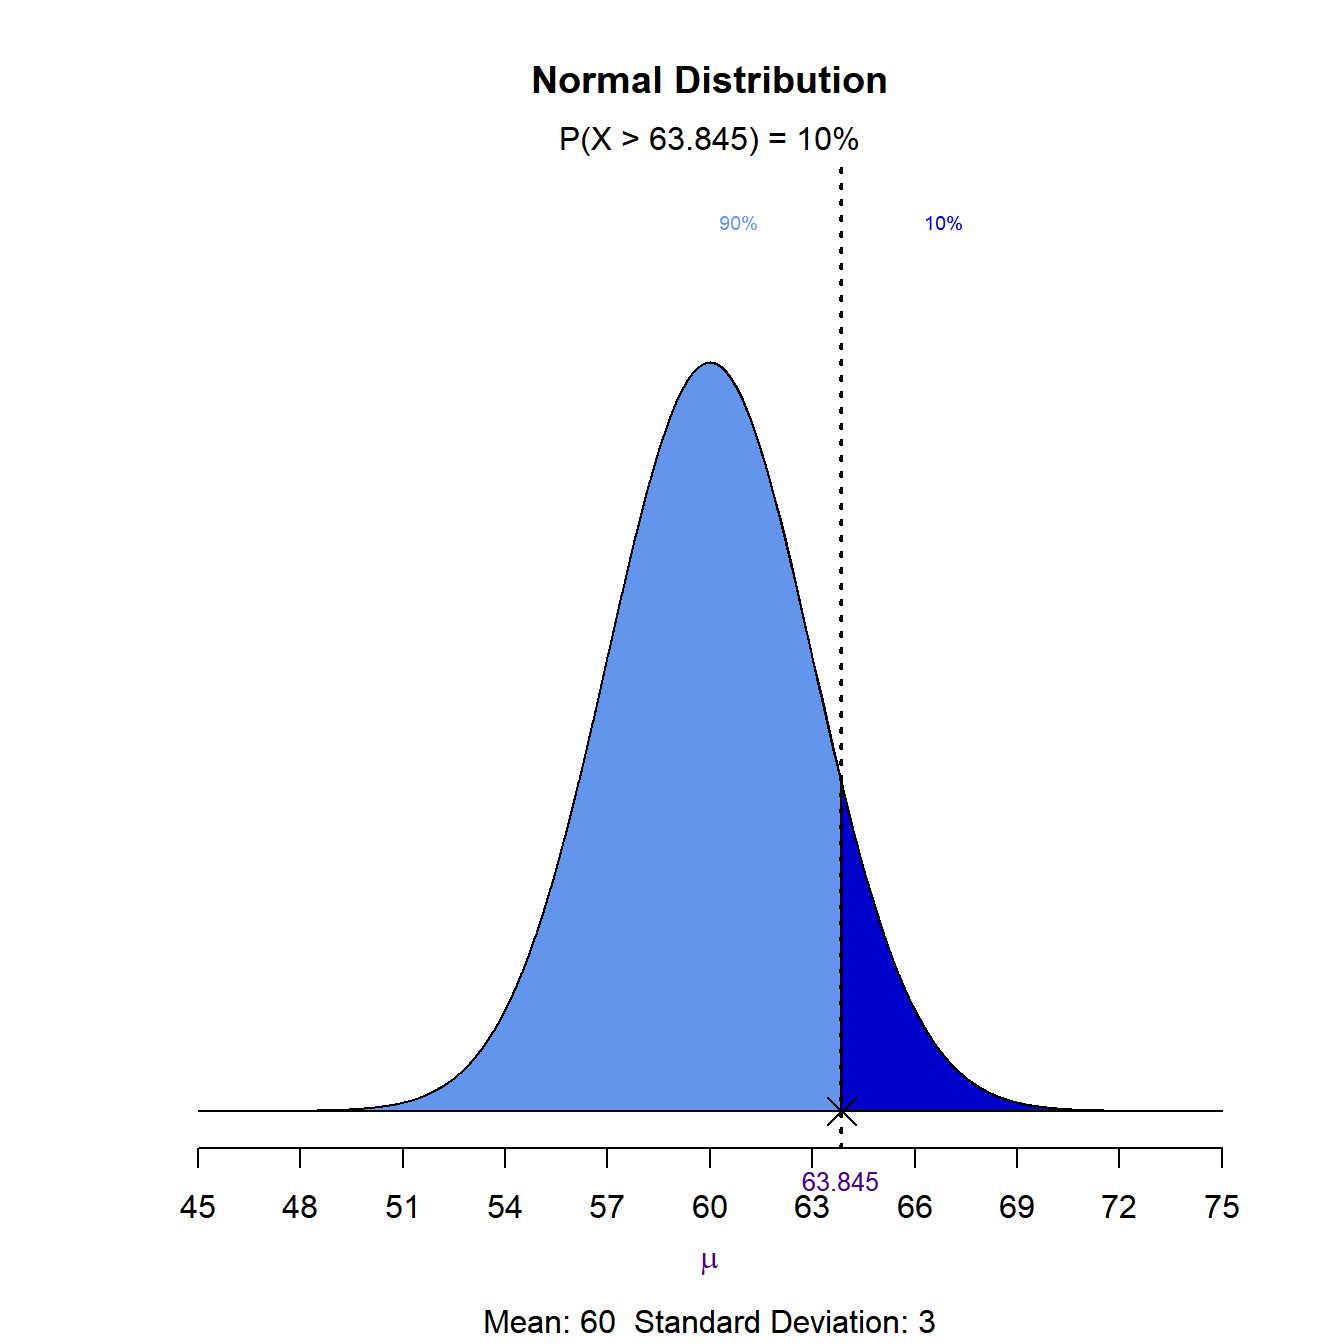 Normal Distribution
P(X > 63.845) = 10%
90% 10%
63.845
45 48 51 54 57 60 63 66 69 72 75
μ
Mean: 60  Standard Deviation: 3